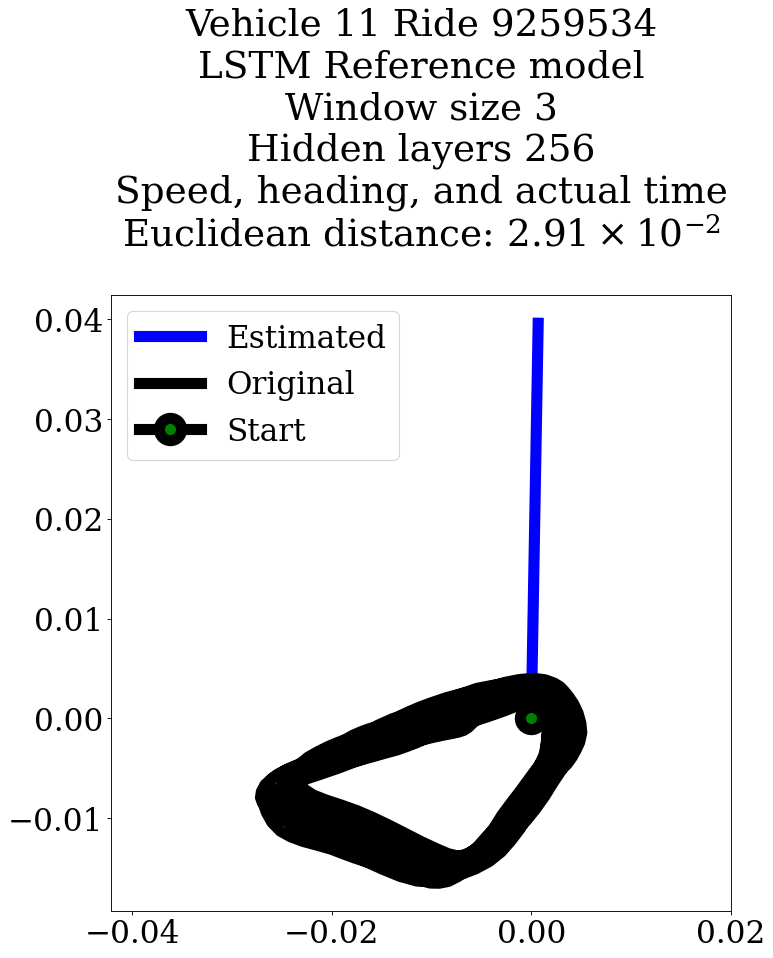 Vehicle 11 Ride 9259534
LSTM Reference model
Window size 3
Hidden layers 256
Speed, heading, and actual time
Euclidean distance: 2.91 × 10⁻²
0.04
Estimated
0.03
Original
Start
0.02
0.01
0.00
−0.01
−0.04 −0.02 0.00 0.02